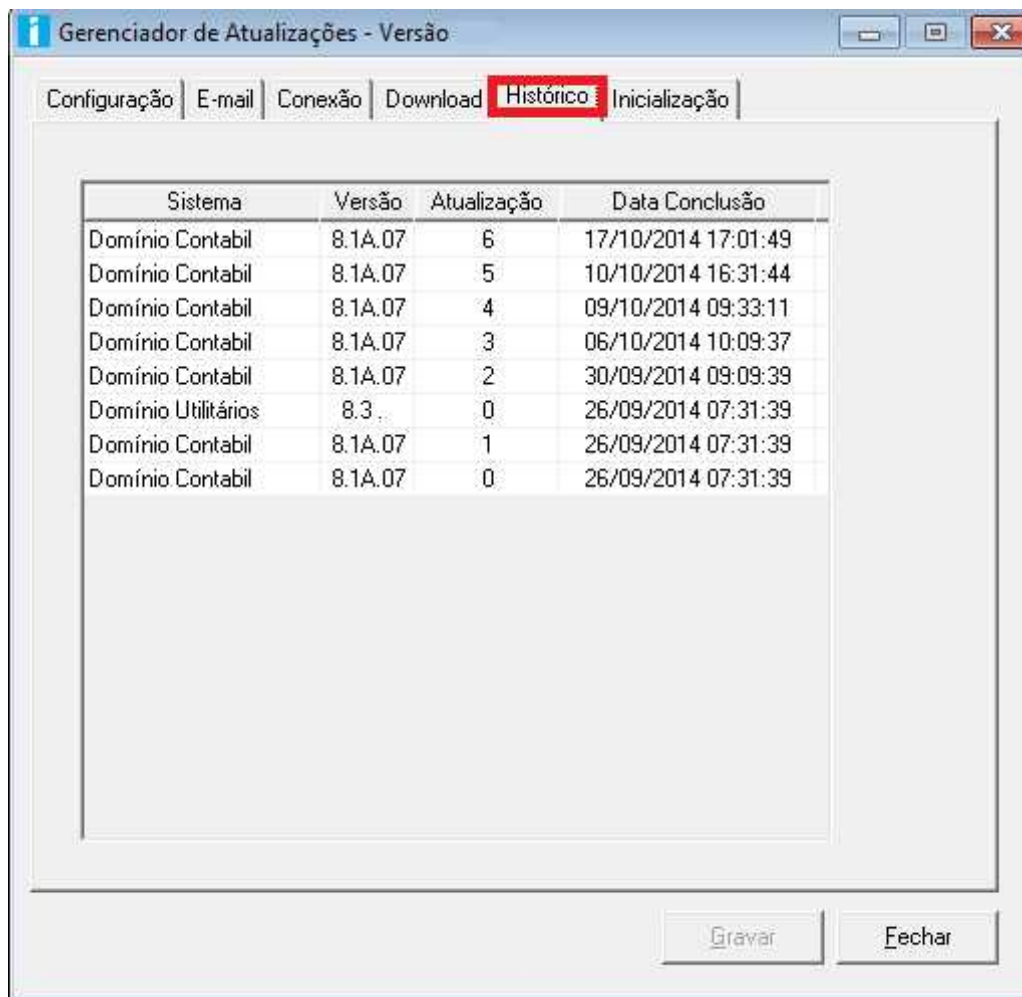 Gerenciador de Atualizações - Versão
Configuração E-mail Conexão Download Histórico Inicialização
Sistema Versão Atualização Data Conclusão
Domínio Contabil 8.1A.07 6 17/10/2014 17:01:49
Domínio Contabil 8.1A.07 5 10/10/2014 16:31:44
Domínio Contabil 8.1A.07 4 09/10/2014 09:33:11
Domínio Contabil 8.1A.07 3 06/10/2014 10:09:37
Domínio Contabil 8.1A.07 2 30/09/2014 09:09:39
Domínio Utilitários 8.3 . 0 26/09/2014 07:31:39
Domínio Contabil 8.1A.07 1 26/09/2014 07:31:39
Domínio Contabil 8.1A.07 0 26/09/2014 07:31:39
Gravar Fechar